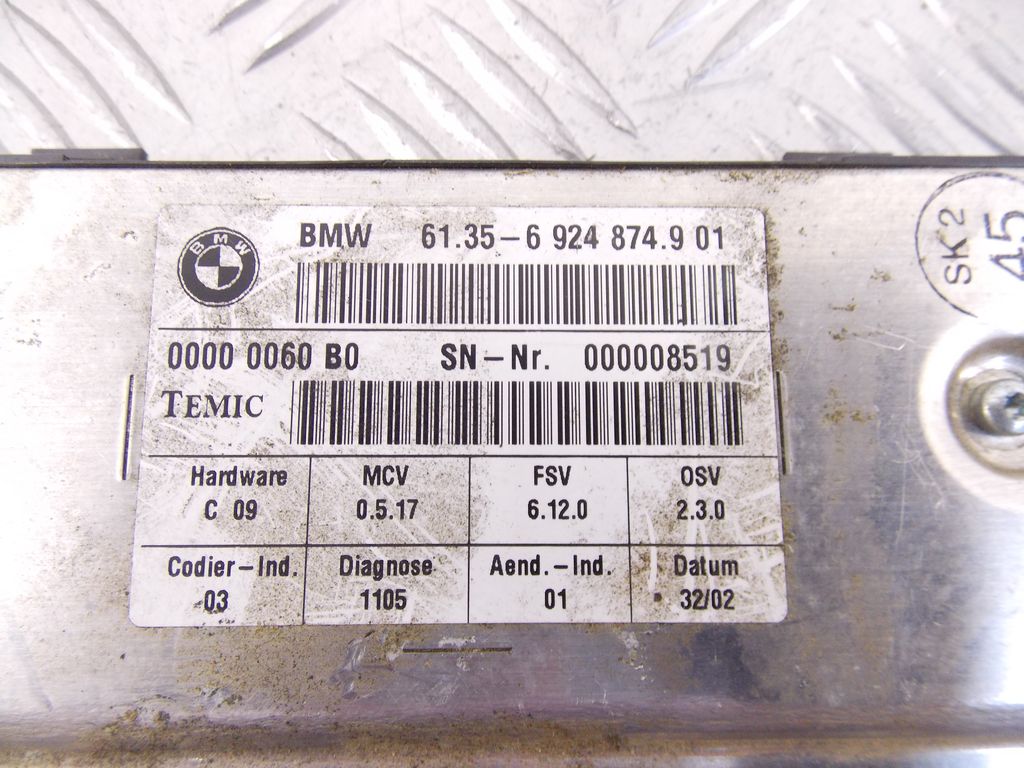 BMW
BMW 61.35-6 924 874.9 01
0000 0060 B0 SN-Nr. 000008519
TEMIC
Hardware MCV FSV OSV
C 09 0.5.17 6.12.0 2.3.0
Codier-Ind. Diagnose Aend.-Ind. Datum
03 1105 01 32/02
SK2
45